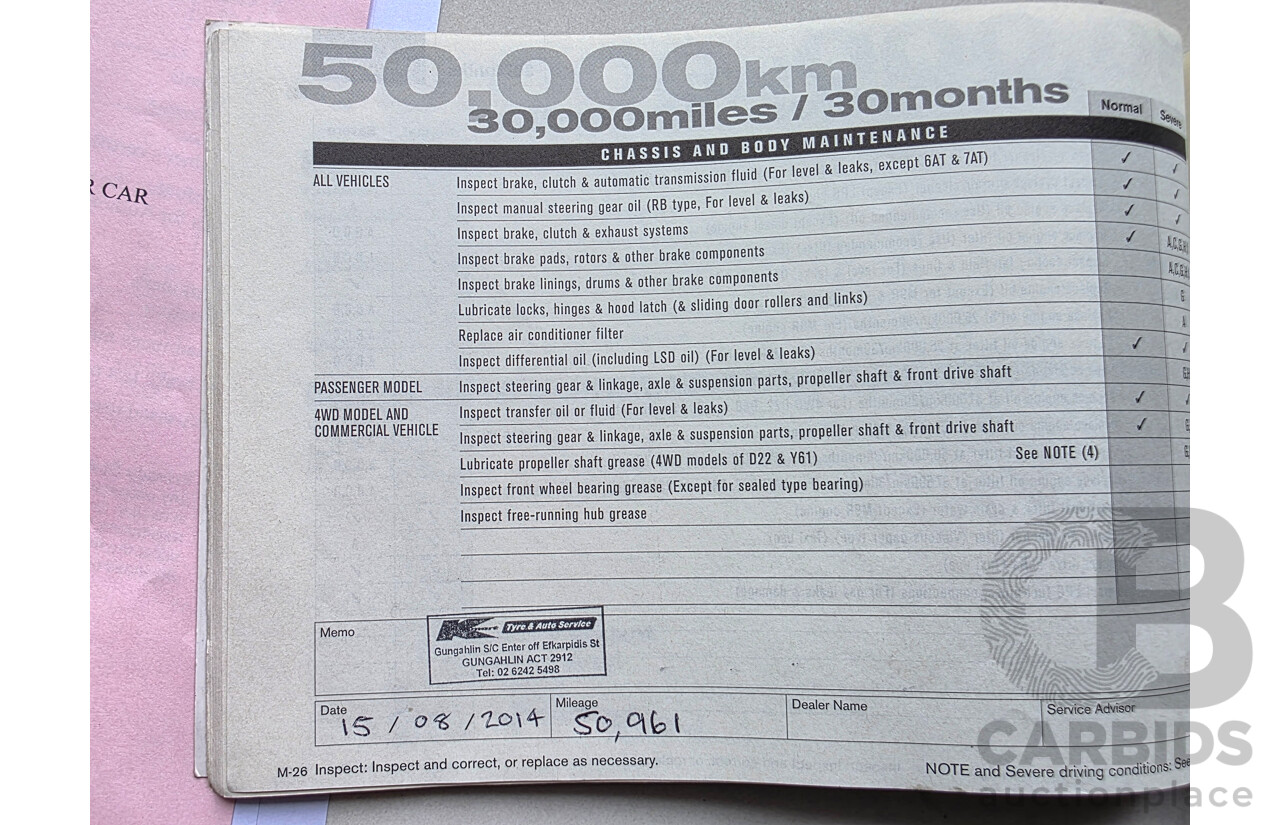 R CAR
50,000km
30,000miles / 30months
Normal Severe
CHASSIS AND BODY MAINTENANCE
ALL VEHICLES
Inspect brake, clutch & automatic transmission fluid (For level & leaks, except 6AT & 7AT) ✓ ✓
Inspect manual steering gear oil (RB type, For level & leaks) ✓ ✓
Inspect brake, clutch & exhaust systems ✓ ✓
Inspect brake pads, rotors & other brake components ✓ A,C,G,H
Inspect brake linings, drums & other brake components A,C,G,H
Lubricate locks, hinges & hood latch (& sliding door rollers and links) G
Replace air conditioner filter A
Inspect differential oil (including LSD oil) (For level & leaks) ✓ ✓
PASSENGER MODEL
Inspect steering gear & linkage, axle & suspension parts, propeller shaft & front drive shaft
4WD MODEL AND
COMMERCIAL VEHICLE
Inspect transfer oil or fluid (For level & leaks) ✓ ✓
Inspect steering gear & linkage, axle & suspension parts, propeller shaft & front drive shaft ✓
Lubricate propeller shaft grease (4WD models of D22 & Y61) See NOTE (4)
Inspect front wheel bearing grease (Except for sealed type bearing)
Inspect free-running hub grease
Memo
Kmart Tyre & Auto Service
Gungahlin S/C Enter off Efkarpidis St
GUNGAHLIN ACT 2912
Tel: 02 6242 5498
Date
15/08/2014
Mileage
50,961
Dealer Name
Service Advisor
M-26 Inspect: Inspect and correct, or replace as necessary.
NOTE and Severe driving conditions: See
CB
CARBIDS
auctionplace